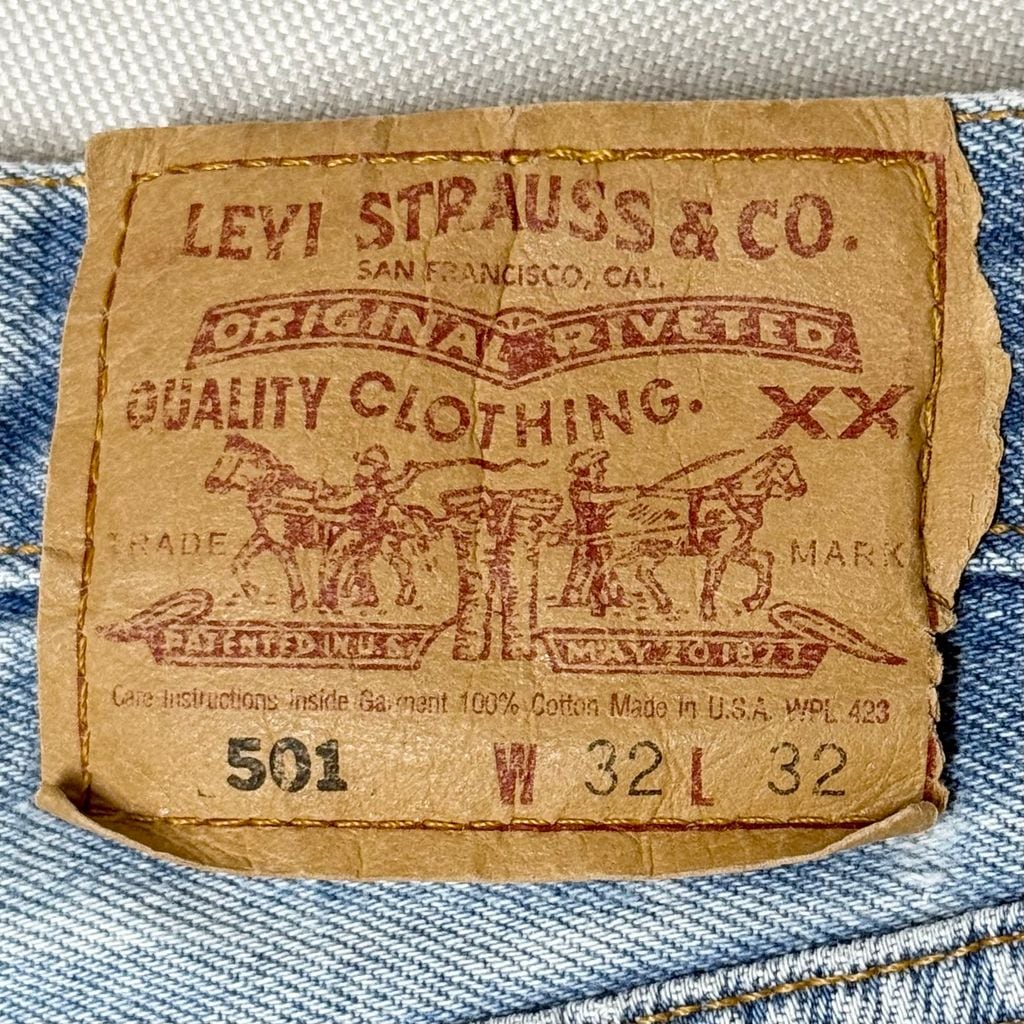 LEVI STRAUSS & CO.
SAN FRANCISCO, CAL.
ORIGINAL RIVETED
QUALITY CLOTHING. XX
TRADE MARK
PATENTED IN U.S. MAY 20 1873
Care Instructions Inside Garment 100% Cotton Made in U.S.A. WPL 423
501 W 32 L 32